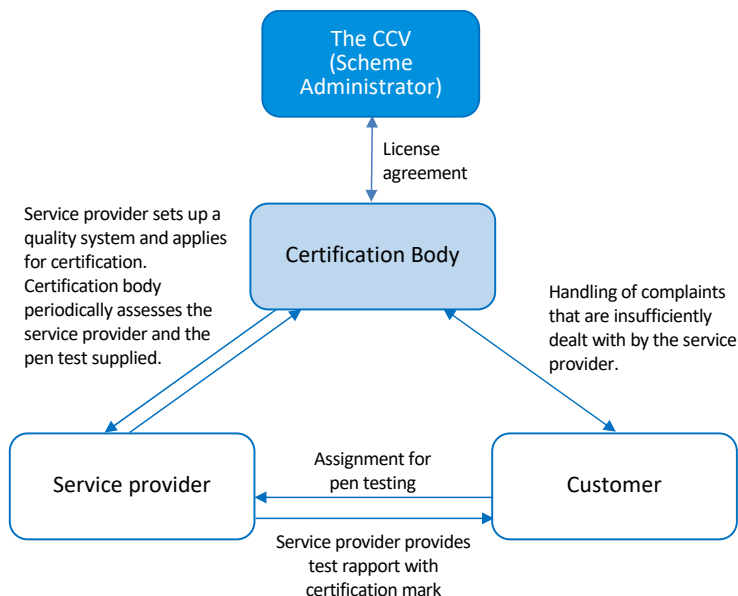 The CCV
(Scheme
Administrator)
License
agreement
Service provider sets up a
quality system and applies
for certification.
Certification body
periodically assesses the
service provider and the
pen test supplied.
Certification Body
Handling of complaints
that are insufficiently
dealt with by the service
provider.
Service provider
Assignment for
pen testing
Customer
Service provider provides
test rapport with
certification mark